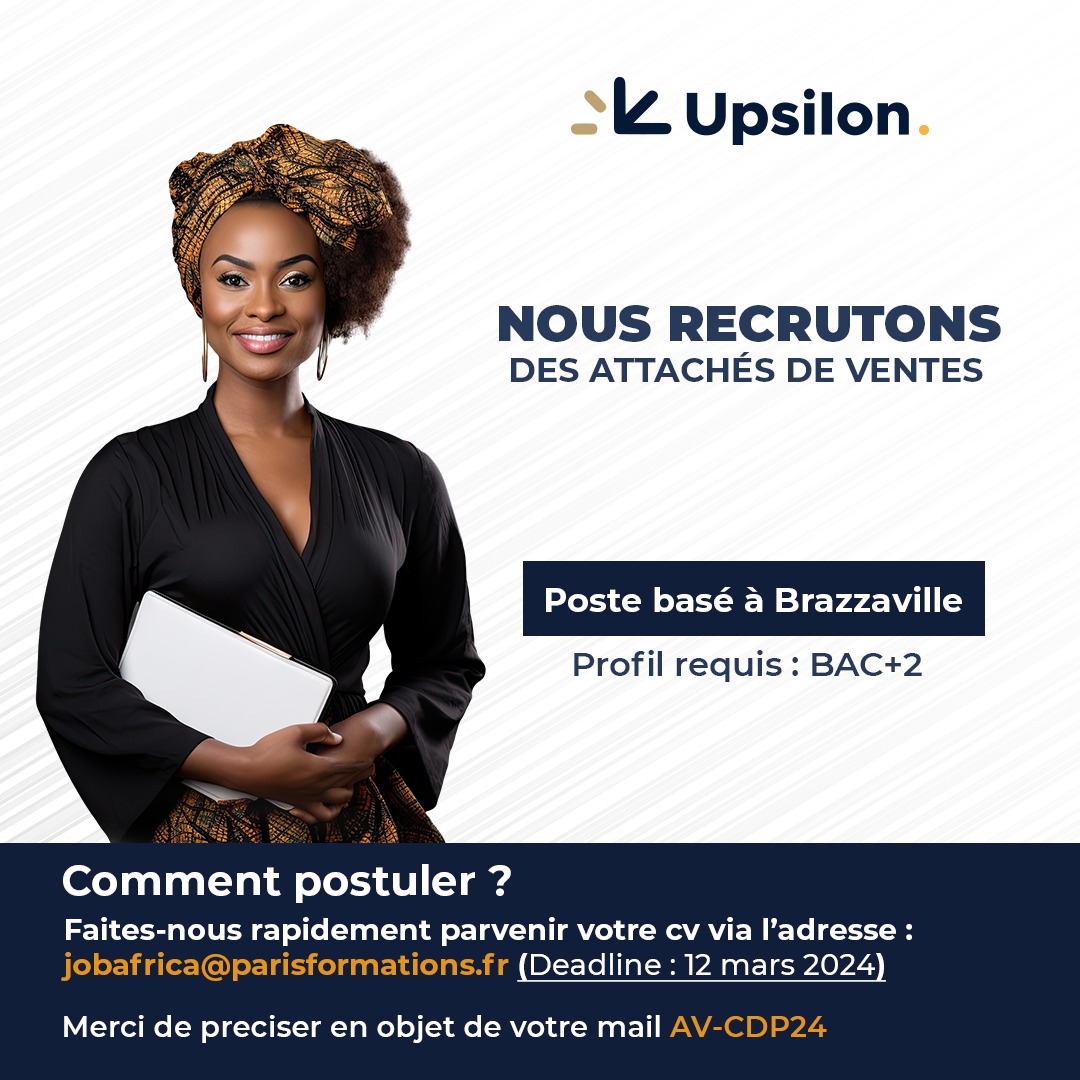 Upsilon.
NOUS RECRUTONS
DES ATTACHÉS DE VENTES
Poste basé à Brazzaville
Profil requis : BAC+2
Comment postuler ?
Faites-nous rapidement parvenir votre cv via l’adresse :
jobafrica@parisformations.fr (Deadline : 12 mars 2024)
Merci de preciser en objet de votre mail AV-CDP24